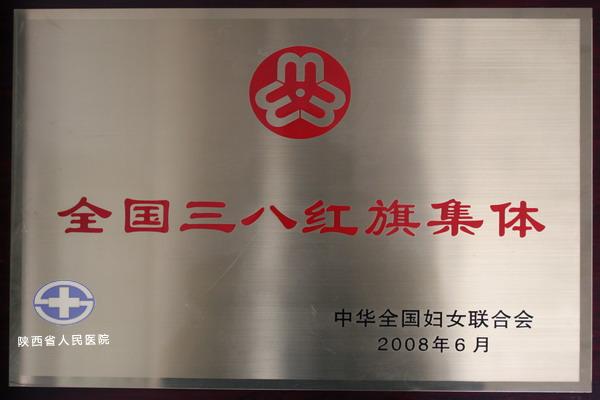 全国三八红旗集体
中华全国妇女联合会
2008年6月
陕西省人民医院